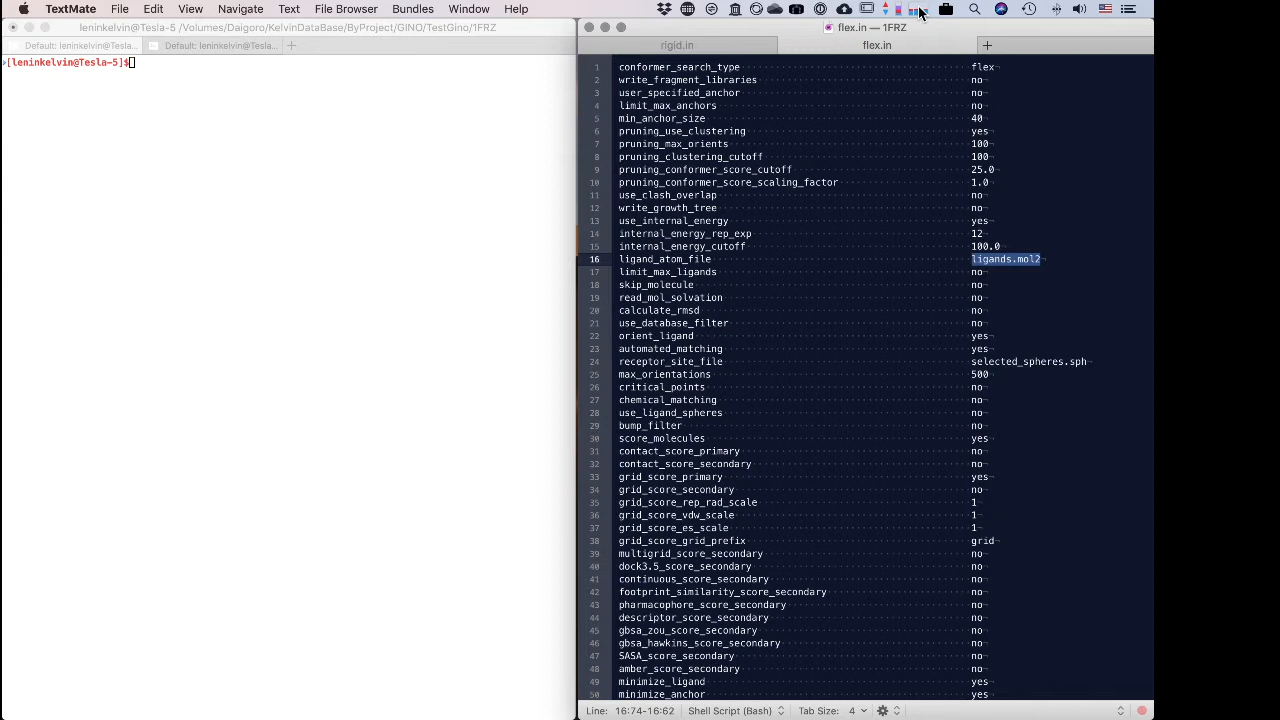 TextMate File Edit View Navigate Text File Browser Bundles Window Help
leninkelvin@Tesla-5 /Volumes/Daigoro/KelvinDataBase/ByProject/GINO/TestGino/1FRZ
Default: leninkelvin@Tesla... Default: leninkelvin@Tesla... +
[leninkelvin@Tesla-5]$
flex.in — 1FRZ
rigid.in flex.in +
1 conformer_search_type flex
2 write_fragment_libraries no
3 user_specified_anchor no
4 limit_max_anchors no
5 min_anchor_size 40
6 pruning_use_clustering yes
7 pruning_max_orients 100
8 pruning_clustering_cutoff 100
9 pruning_conformer_score_cutoff 25.0
10 pruning_conformer_score_scaling_factor 1.0
11 use_clash_overlap no
12 write_growth_tree no
13 use_internal_energy yes
14 internal_energy_rep_exp 12
15 internal_energy_cutoff 100.0
16 ligand_atom_file ligands.mol2
17 limit_max_ligands no
18 skip_molecule no
19 read_mol_solvation no
20 calculate_rmsd no
21 use_database_filter no
22 orient_ligand yes
23 automated_matching yes
24 receptor_site_file selected_spheres.sph
25 max_orientations 500
26 critical_points no
27 chemical_matching no
28 use_ligand_spheres no
29 bump_filter no
30 score_molecules yes
31 contact_score_primary no
32 contact_score_secondary no
33 grid_score_primary yes
34 grid_score_secondary no
35 grid_score_rep_rad_scale 1
36 grid_score_vdw_scale 1
37 grid_score_es_scale 1
38 grid_score_grid_prefix grid
39 multigrid_score_secondary no
40 dock3.5_score_secondary no
41 continuous_score_secondary no
42 footprint_similarity_score_secondary no
43 pharmacophore_score_secondary no
44 descriptor_score_secondary no
45 gbsa_zou_score_secondary no
46 gbsa_hawkins_score_secondary no
47 SASA_score_secondary no
48 amber_score_secondary no
49 minimize_ligand yes
50 minimize_anchor yes
Line: 16:74-16:62 Shell Script (Bash) Tab Size: 4